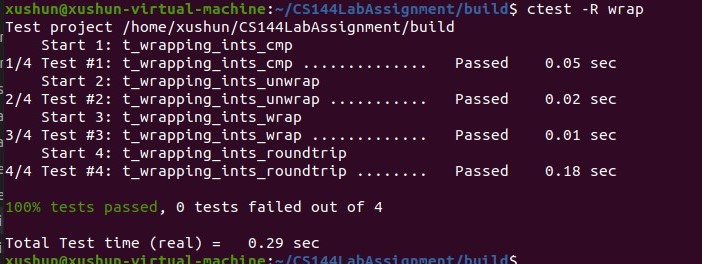 xushun@xushun-virtual-machine:~/CS144LabAssignment/build$ ctest -R wrap
Test project /home/xushun/CS144LabAssignment/build
    Start 1: t_wrapping_ints_cmp
1/4 Test #1: t_wrapping_ints_cmp ..............   Passed    0.05 sec
    Start 2: t_wrapping_ints_unwrap
2/4 Test #2: t_wrapping_ints_unwrap ...........   Passed    0.02 sec
    Start 3: t_wrapping_ints_wrap
3/4 Test #3: t_wrapping_ints_wrap .............   Passed    0.01 sec
    Start 4: t_wrapping_ints_roundtrip
4/4 Test #4: t_wrapping_ints_roundtrip ........   Passed    0.18 sec
100% tests passed, 0 tests failed out of 4
Total Test time (real) =   0.29 sec
xushun@xushun-virtual-machine:~/CS144LabAssignment/build$